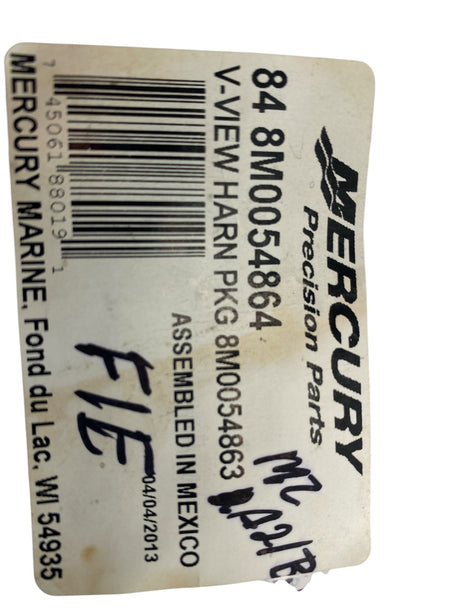 MERCURY
Precision Parts
84 8M0054864
V-VIEW HARN PKG 8M0054863
7 45061 88019 1
ASSEMBLED IN MEXICO
04/04/2013
MERCURY MARINE, Fond du Lac, WI 54935
F/E
M2